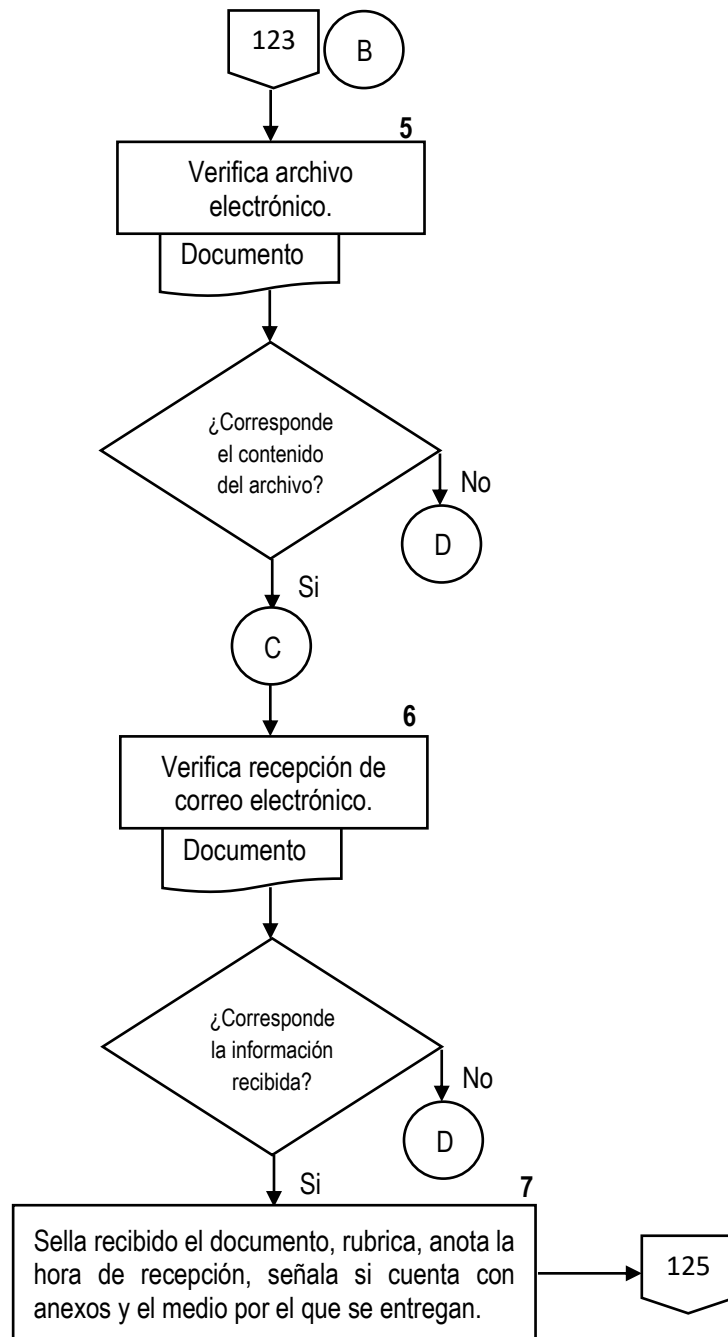 123
B
5
Verifica archivo
electrónico.
Documento
¿Corresponde
el contenido
del archivo?
No
D
Si
C
6
Verifica recepción de
correo electrónico.
Documento
¿Corresponde
la información
recibida?
No
D
Si
7
Sella recibido el documento, rubrica, anota la
hora de recepción, señala si cuenta con
anexos y el medio por el que se entregan.
125